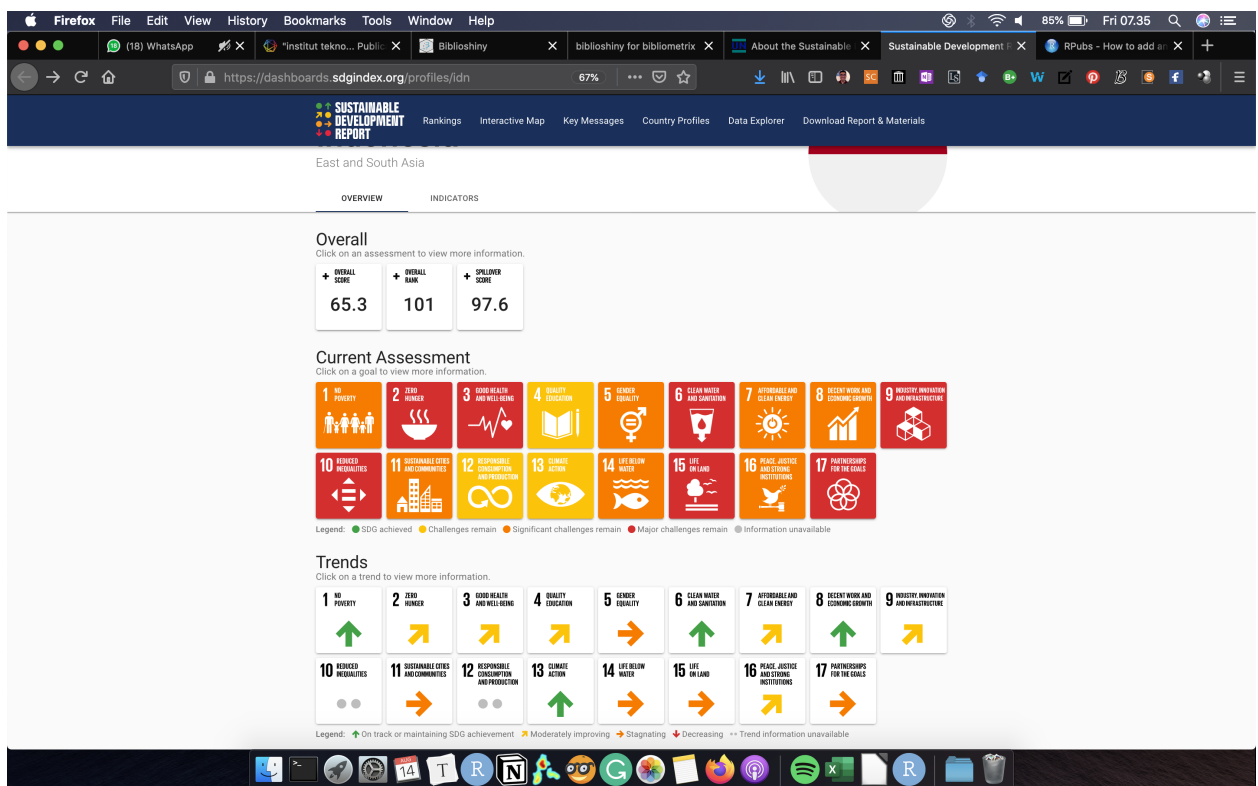 Firefox File Edit View History Bookmarks Tools Window Help 85% Fri 07.35
(18) WhatsApp
"institut tekno... Public
Biblioshiny
biblioshiny for bibliometrix
About the Sustainable
Sustainable Development R
RPubs - How to add an
https://dashboards.sdgindex.org/profiles/idn 67%
SUSTAINABLE
DEVELOPMENT
REPORT
Rankings Interactive Map Key Messages Country Profiles Data Explorer Download Report & Materials
East and South Asia
OVERVIEW INDICATORS
Overall
Click on an assessment to view more information.
+ OVERALL SCORE
65.3
+ OVERALL RANK
101
+ SPILLOVER SCORE
97.6
Current Assessment
Click on a goal to view more information.
1 NO POVERTY
2 ZERO HUNGER
3 GOOD HEALTH AND WELL-BEING
4 QUALITY EDUCATION
5 GENDER EQUALITY
6 CLEAN WATER AND SANITATION
7 AFFORDABLE AND CLEAN ENERGY
8 DECENT WORK AND ECONOMIC GROWTH
9 INDUSTRY, INNOVATION AND INFRASTRUCTURE
10 REDUCED INEQUALITIES
11 SUSTAINABLE CITIES AND COMMUNITIES
12 RESPONSIBLE CONSUMPTION AND PRODUCTION
13 CLIMATE ACTION
14 LIFE BELOW WATER
15 LIFE ON LAND
16 PEACE, JUSTICE AND STRONG INSTITUTIONS
17 PARTNERSHIPS FOR THE GOALS
Legend: SDG achieved Challenges remain Significant challenges remain Major challenges remain Information unavailable
Trends
Click on a trend to view more information.
1 NO POVERTY
2 ZERO HUNGER
3 GOOD HEALTH AND WELL-BEING
4 QUALITY EDUCATION
5 GENDER EQUALITY
6 CLEAN WATER AND SANITATION
7 AFFORDABLE AND CLEAN ENERGY
8 DECENT WORK AND ECONOMIC GROWTH
9 INDUSTRY, INNOVATION AND INFRASTRUCTURE
10 REDUCED INEQUALITIES
11 SUSTAINABLE CITIES AND COMMUNITIES
12 RESPONSIBLE CONSUMPTION AND PRODUCTION
13 CLIMATE ACTION
14 LIFE BELOW WATER
15 LIFE ON LAND
16 PEACE, JUSTICE AND STRONG INSTITUTIONS
17 PARTNERSHIPS FOR THE GOALS
Legend: On track or maintaining SDG achievement Moderately improving Stagnating Decreasing Trend information unavailable
AUG
14